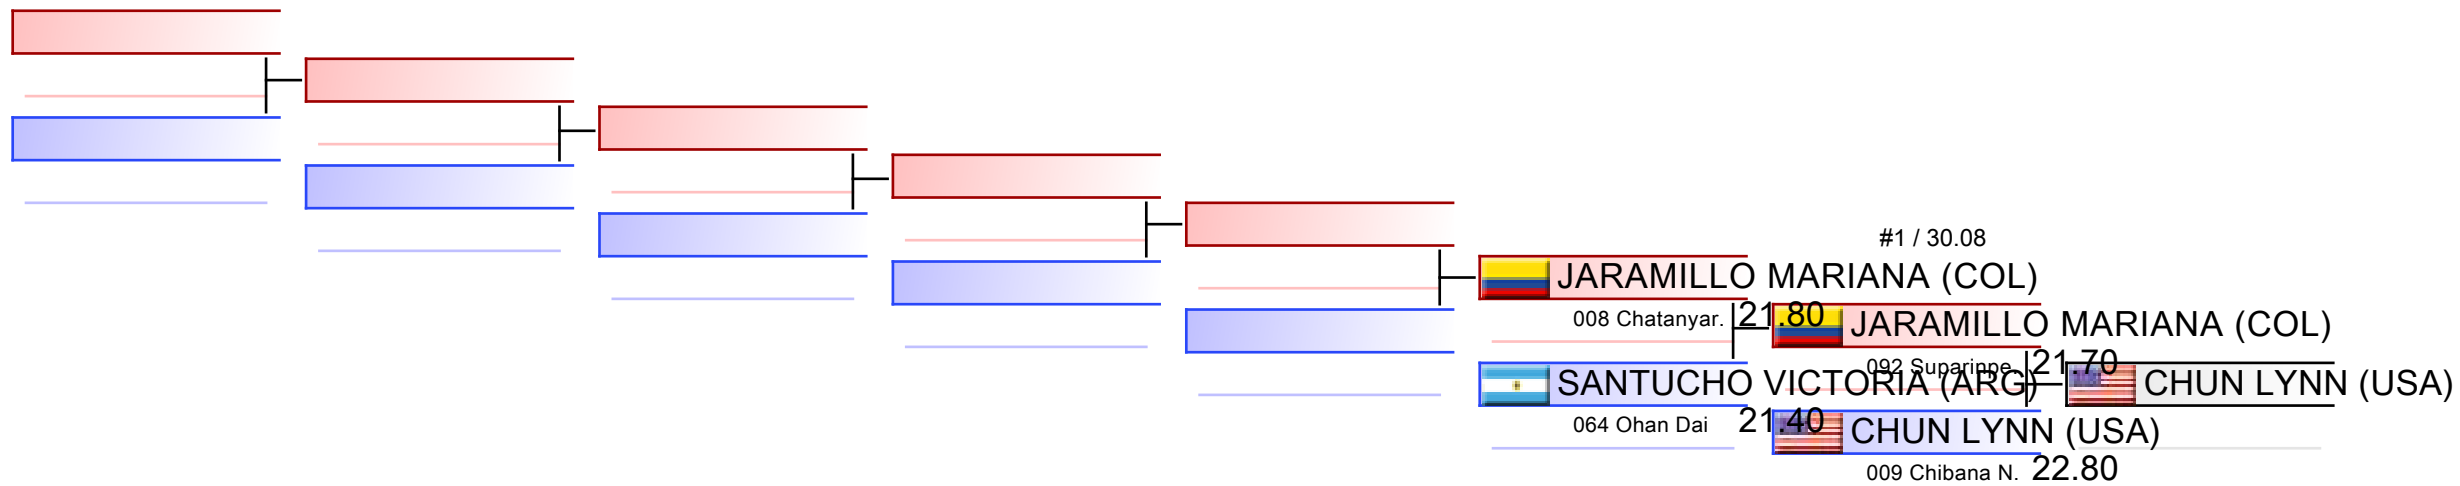 #1 / 30.08
JARAMILLO MARIANA (COL)
008 Chatanyar. 21.80
JARAMILLO MARIANA (COL)
092 Suparinpe. 21.70
SANTUCHO VICTORIA (ARG)
CHUN LYNN (USA)
064 Ohan Dai 21.40
CHUN LYNN (USA)
009 Chibana N. 22.80